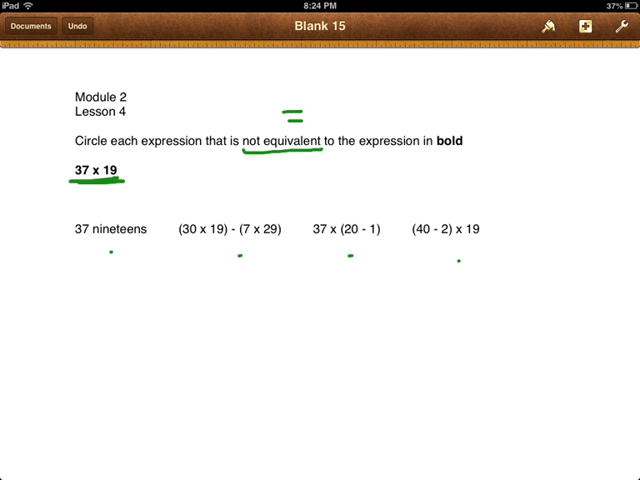 iPad 8:24 PM 37%
Documents Undo Blank 15
Module 2
Lesson 4
=
Circle each expression that is not equivalent to the expression in bold
37 x 19
37 nineteens (30 x 19) - (7 x 29) 37 x (20 - 1) (40 - 2) x 19